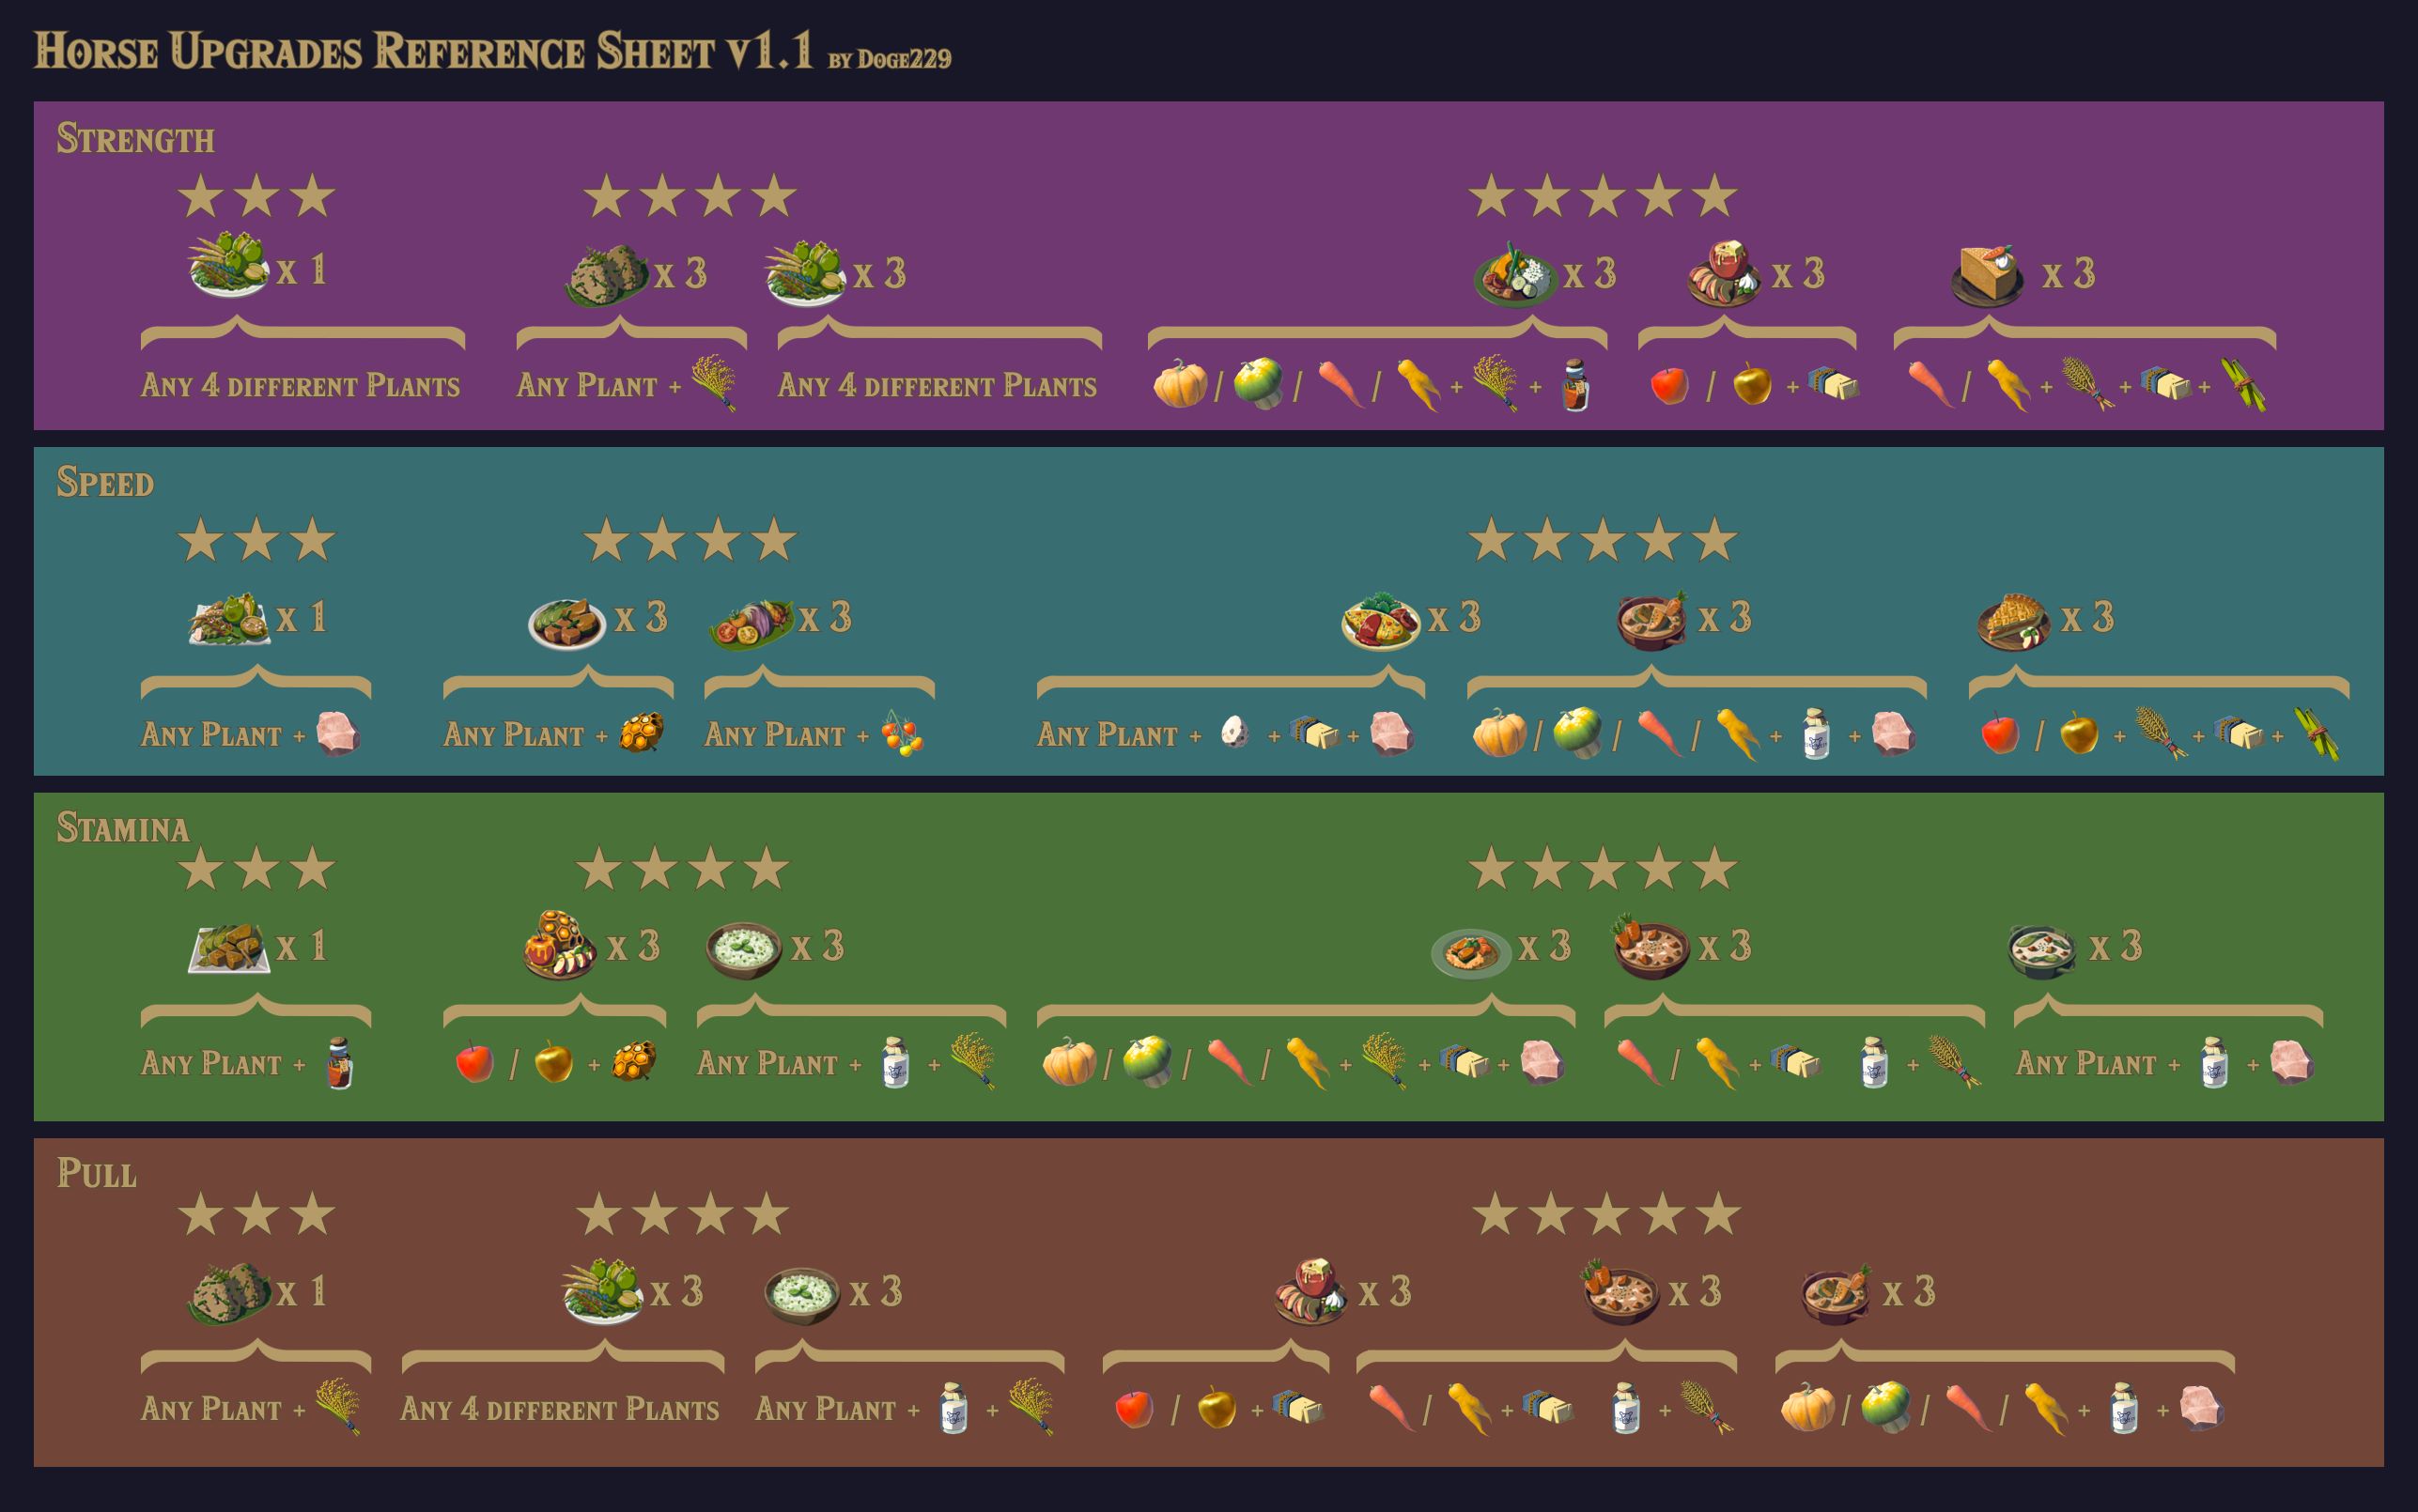 Horse Upgrades Reference Sheet v1.1 by Doge229
Strength
x 1 x 3 x 3 x 3 x 3 x 3
Any 4 different Plants Any Plant + Any 4 different Plants / / / + + / + / + + +
Speed
x 1 x 3 x 3 x 3 x 3 x 3
Any Plant + Any Plant + Any Plant + Any Plant + + + / / / + + / + + +
Stamina
x 1 x 3 x 3 x 3 x 3 x 3
Any Plant + / + Any Plant + + / / / + + + / + + Any Plant + +
Pull
x 1 x 3 x 3 x 3 x 3 x 3
Any Plant + Any 4 different Plants Any Plant + + / + / + + / / / + +